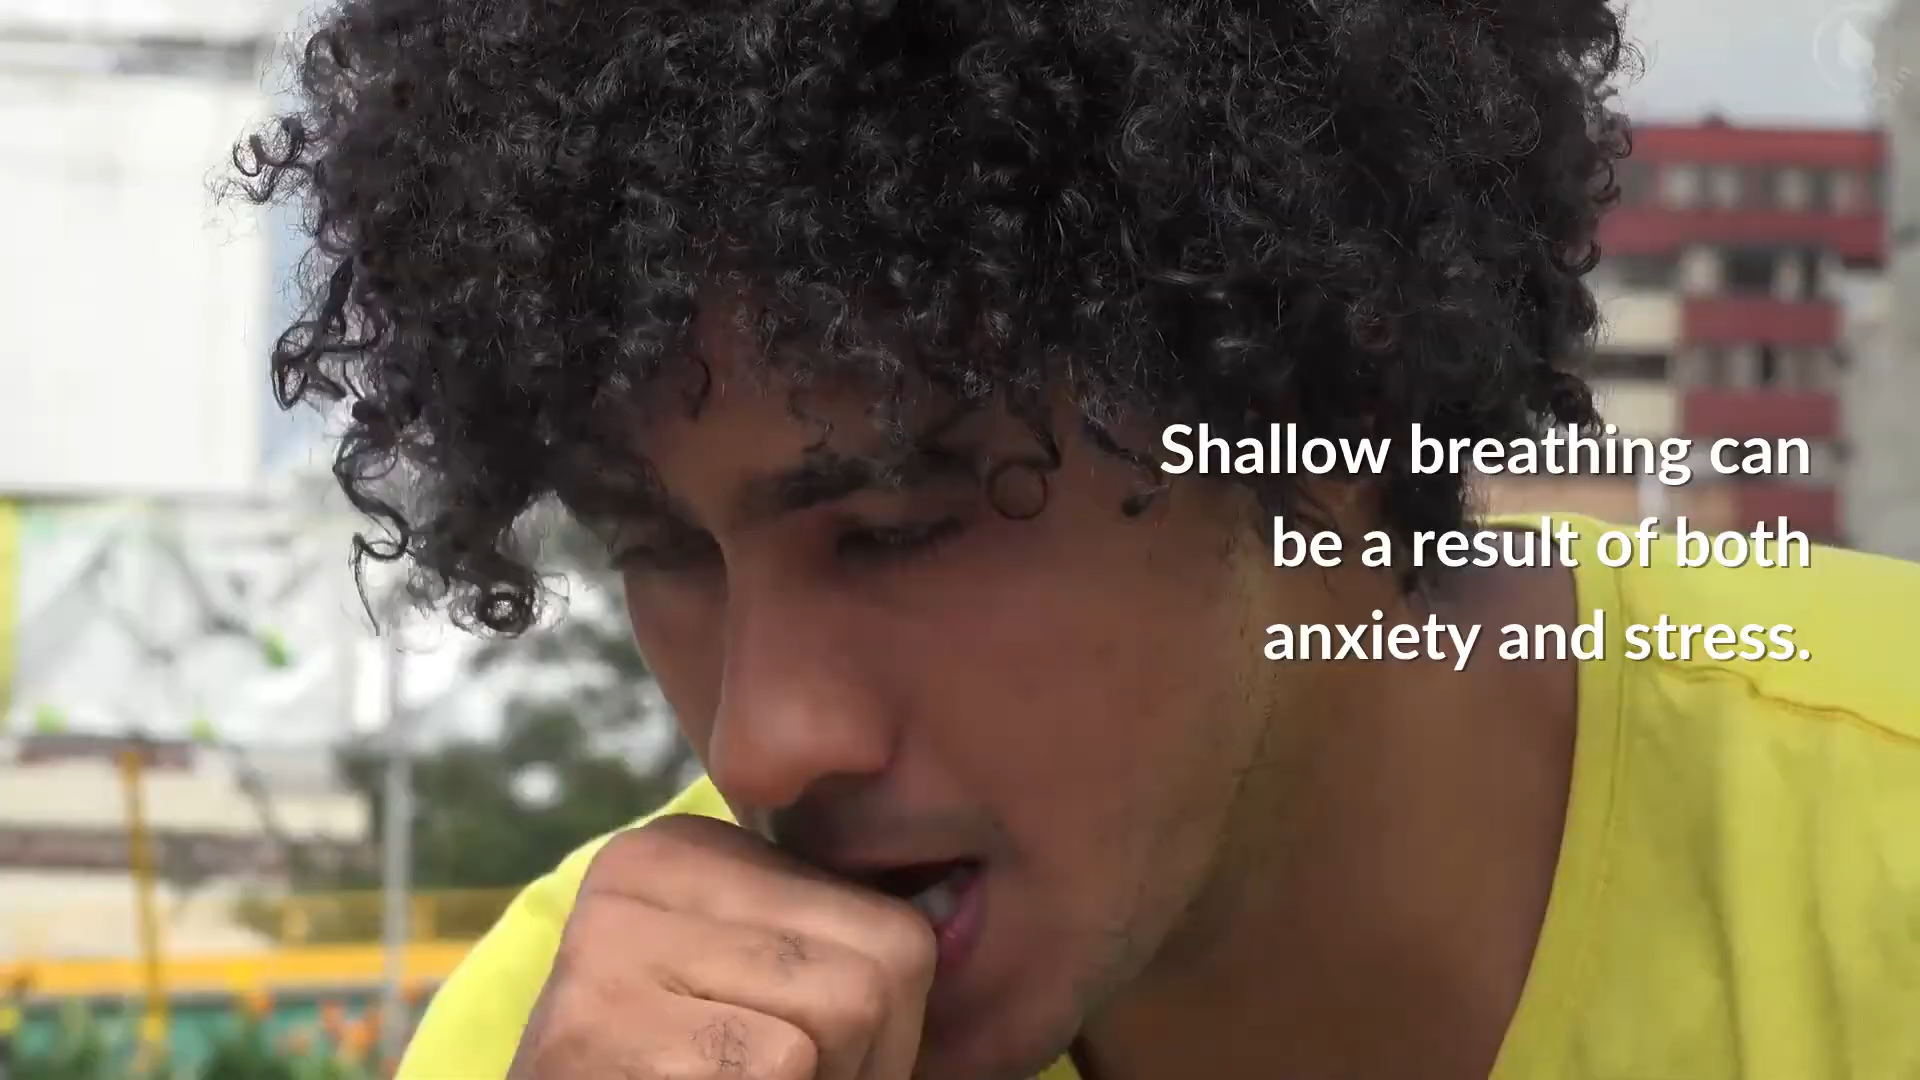 Shallow breathing can
be a result of both
anxiety and stress.